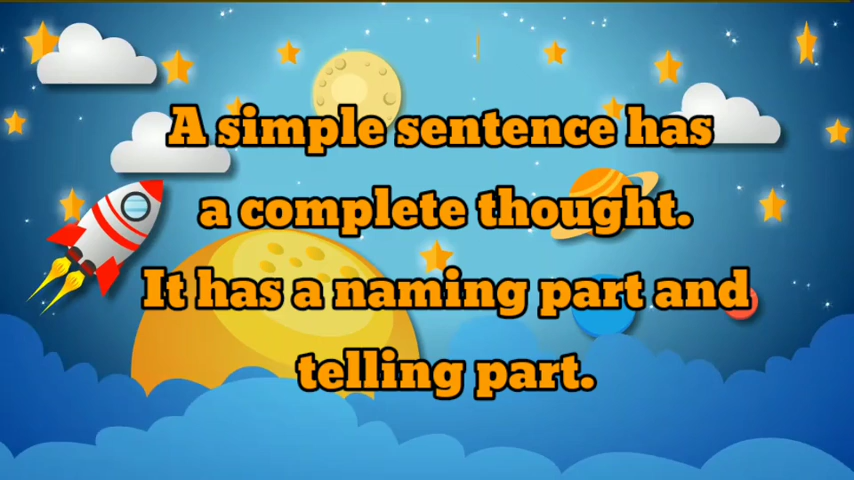 A simple sentence has
a complete thought.
It has a naming part and
telling part.